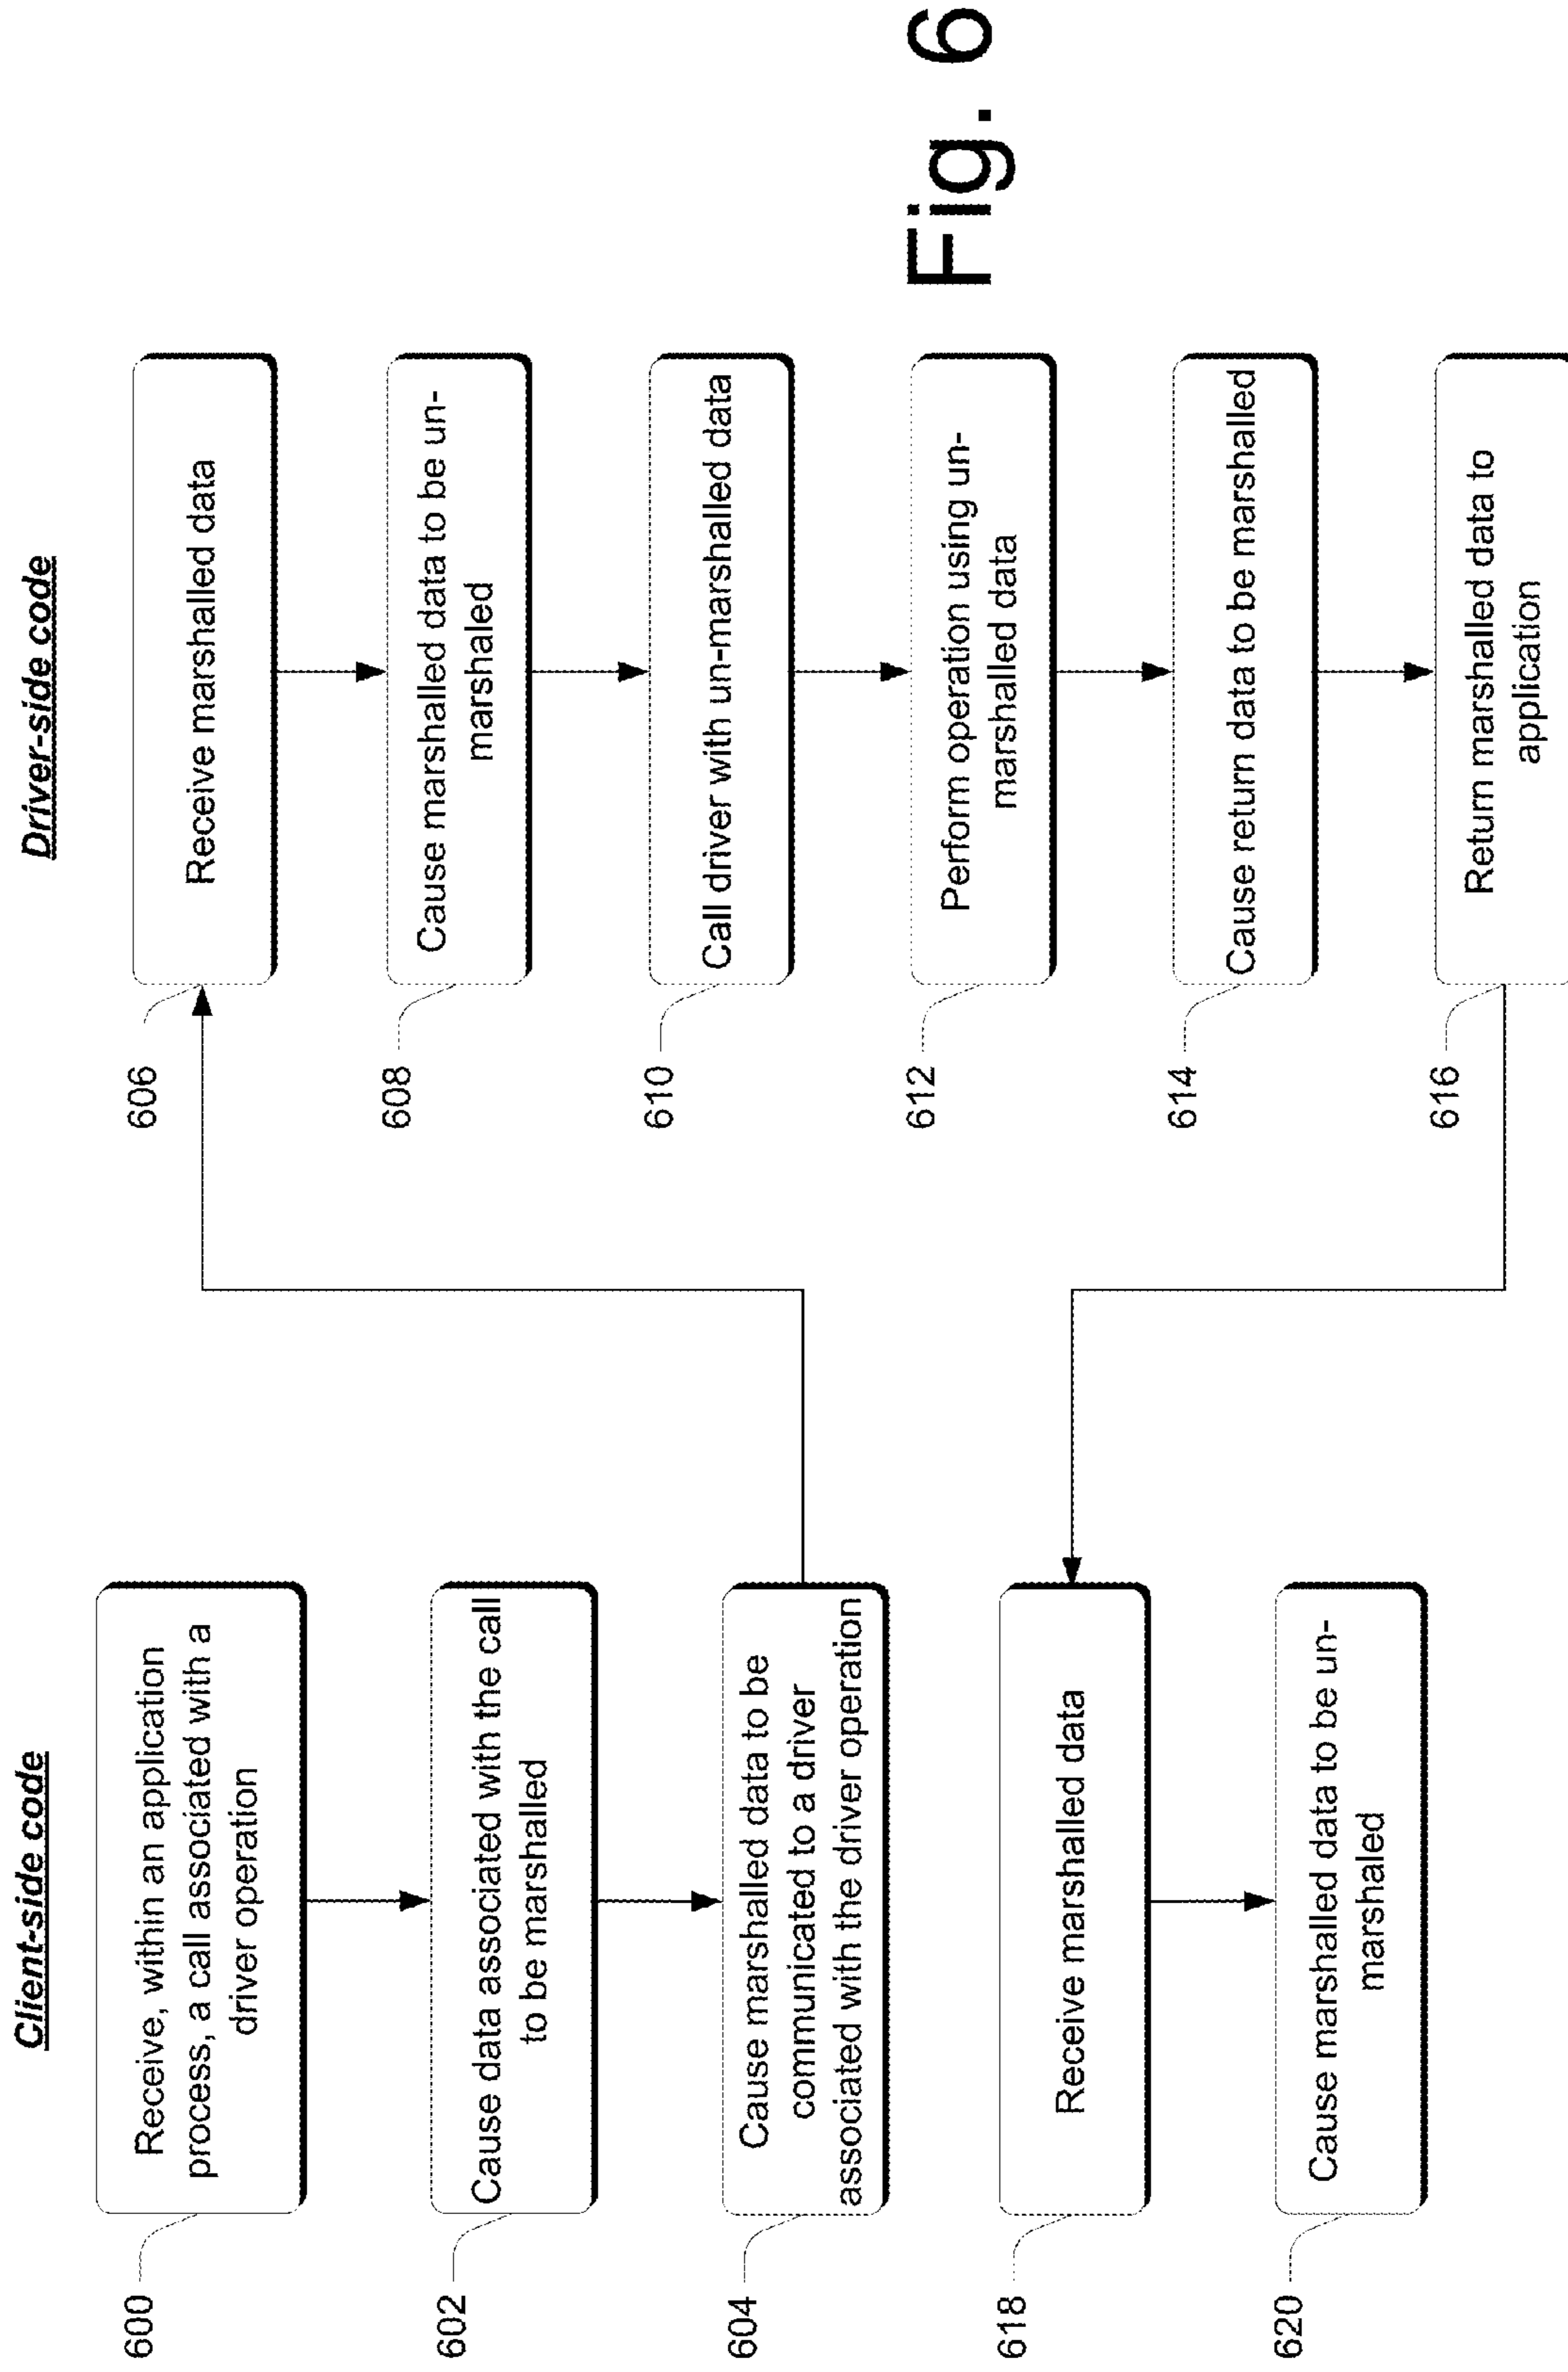 Client-side code
600
Receive, within an application
process, a call associated with a
driver operation
602
Cause data associated with the call
to be marshalled
604
Cause marshalled data to be
communicated to a driver
associated with the driver operation
618
Receive marshalled data
620
Cause marshalled data to be un-
marshaled
Driver-side code
606
Receive marshalled data
608
Cause marshalled data to be un-
marshaled
610
Call driver with un-marshalled data
612
Perform operation using un-
marshalled data
614
Cause return data to be marshalled
616
Return marshalled data to
application
Fig. 6